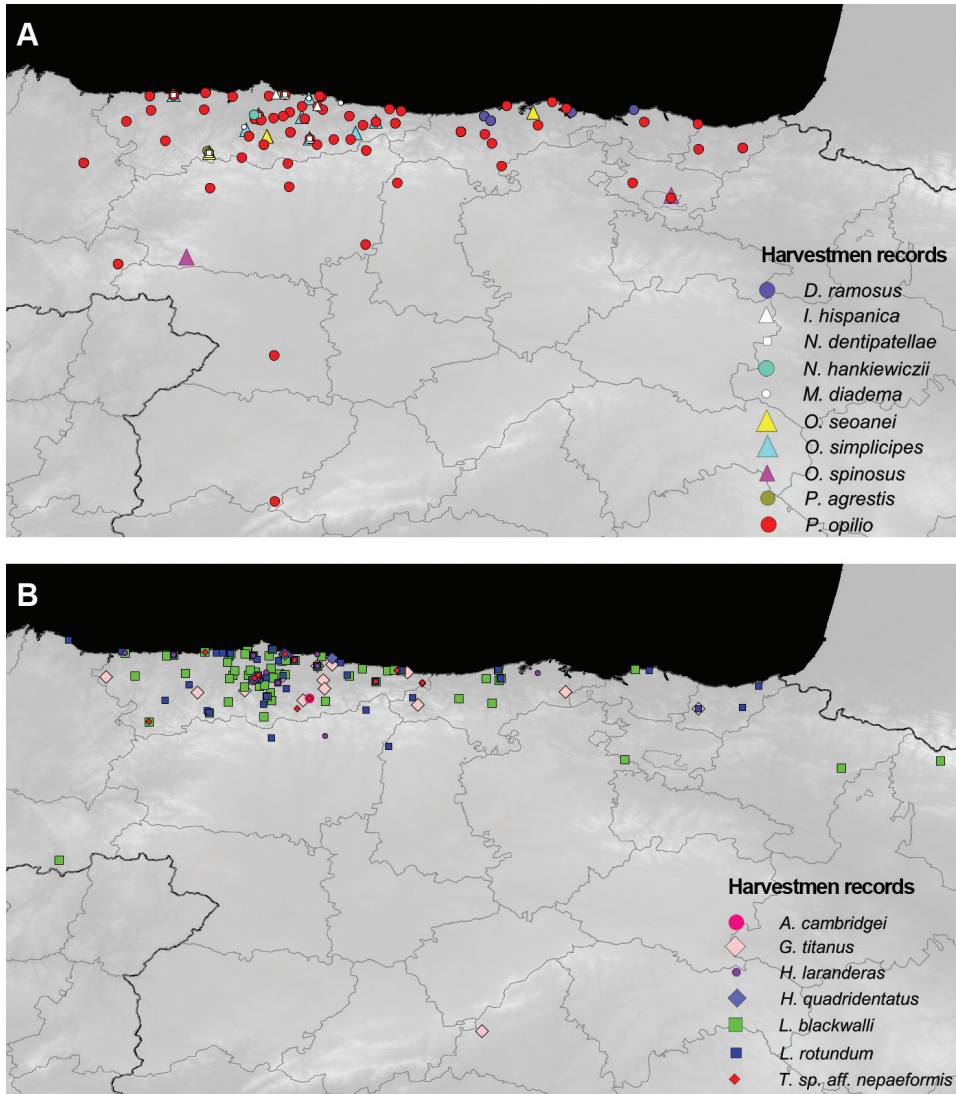 A
Harvestmen records
D. ramosus
I. hispanica
N. dentipatellae
N. hankiewiczii
M. diadema
O. seoanei
O. simplicipes
O. spinosus
P. agrestis
P. opilio
B
Harvestmen records
A. cambridgei
G. titanus
H. laranderas
H. quadridentatus
L. blackwalli
L. rotundum
T. sp. aff. nepaeformis